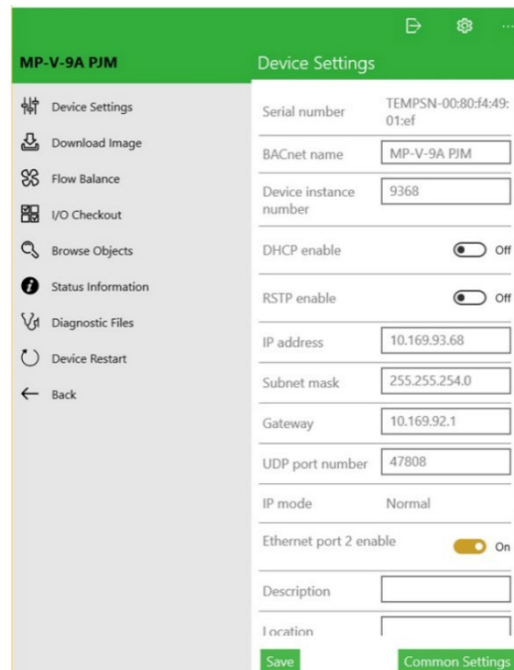 MP-V-9A PJM
Device Settings
Download Image
Flow Balance
I/O Checkout
Browse Objects
Status Information
Diagnostic Files
Device Restart
Back
Device Settings
Serial number
TEMPSN-00:80:f4:49:
01:ef
BACnet name
MP-V-9A PJM
Device instance
number
9368
DHCP enable
Off
RSTP enable
Off
IP address
10.169.93.68
Subnet mask
255.255.254.0
Gateway
10.169.92.1
UDP port number
47808
IP mode
Normal
Ethernet port 2 enable
On
Description
Location
Save
Common Settings